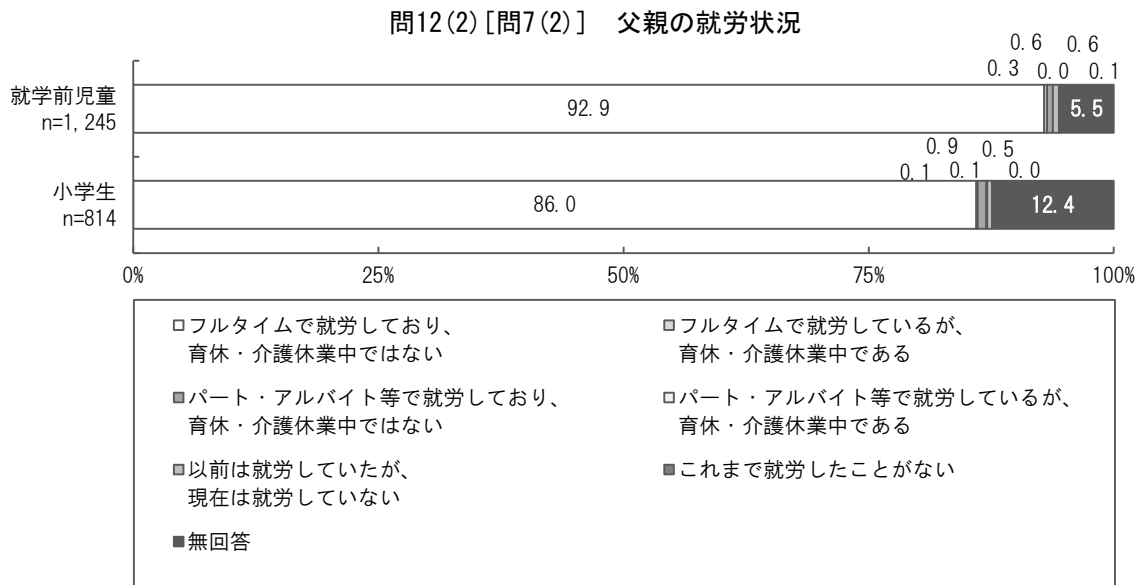 問12(2)[問7(2)] 父親の就労状況
0.6 0.6
0.3 0.0 0.1
就学前児童
n=1,245
92.9 5.5
0.9 0.5
0.1 0.1 0.0
小学生
n=814
86.0 12.4
0% 25% 50% 75% 100%
フルタイムで就労しており、
育休・介護休業中ではない
フルタイムで就労しているが、
育休・介護休業中である
パート・アルバイト等で就労しており、
育休・介護休業中ではない
パート・アルバイト等で就労しているが、
育休・介護休業中である
以前は就労していたが、
現在は就労していない
これまで就労したことがない
無回答